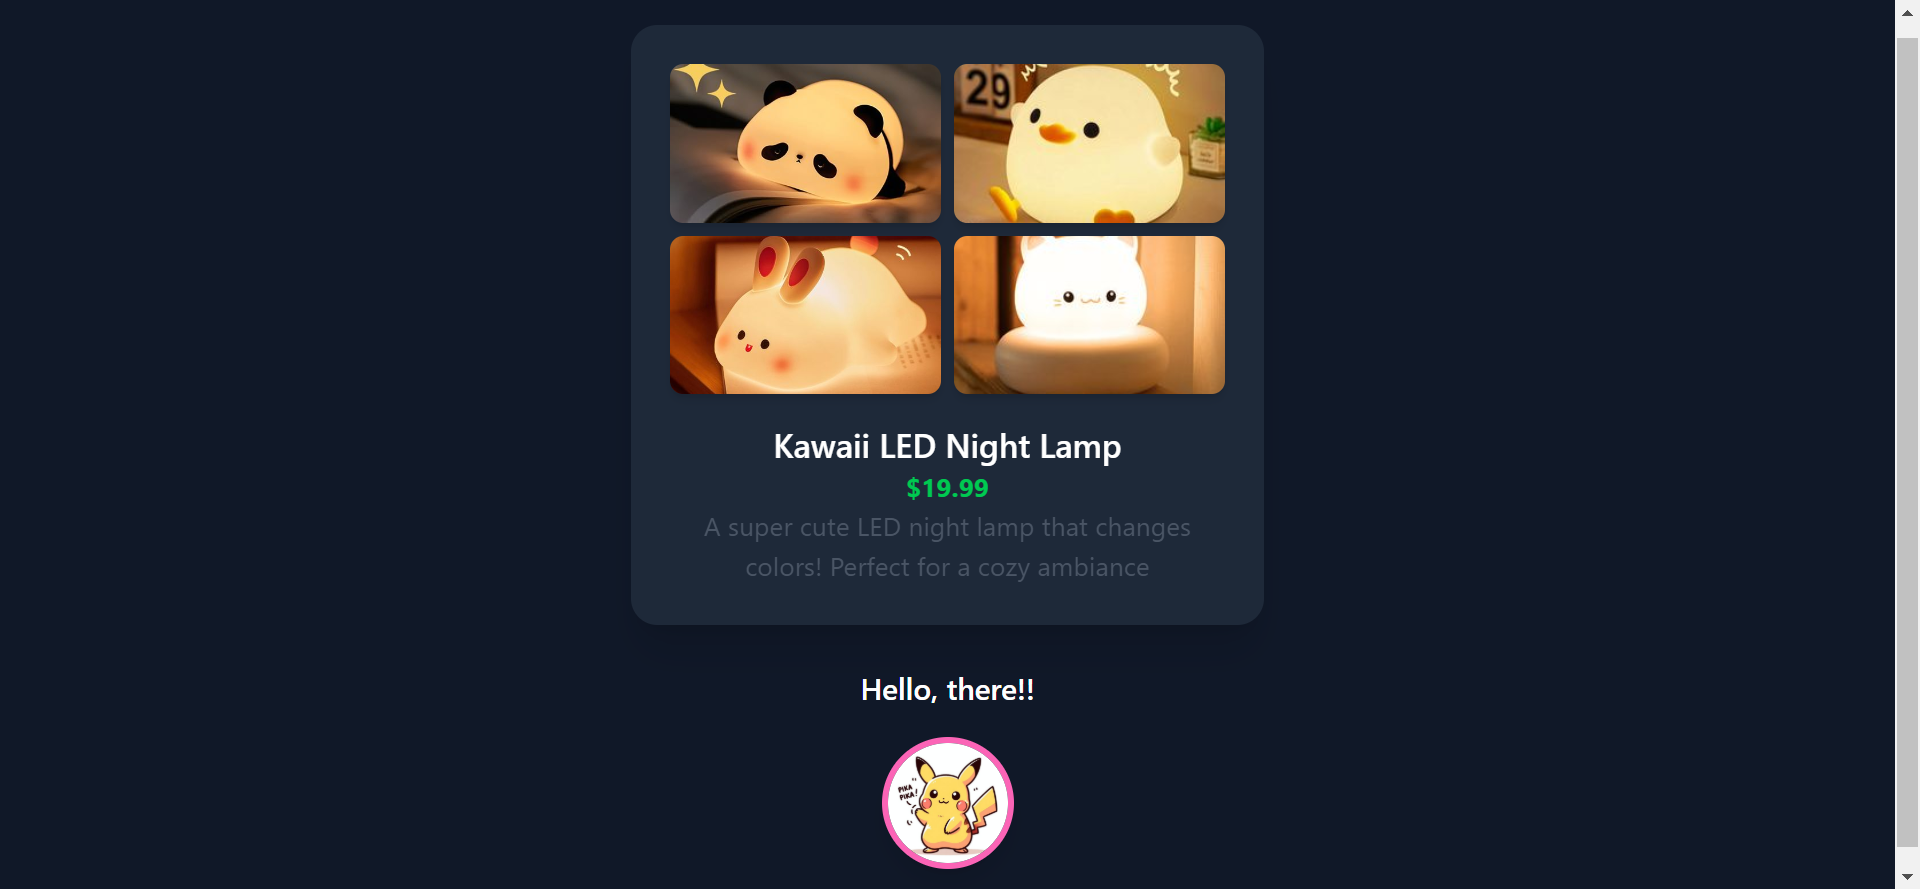 29
Kawaii LED Night Lamp
$19.99
A super cute LED night lamp that changes
colors! Perfect for a cozy ambiance
Hello, there!!
PIKA
PIKA!